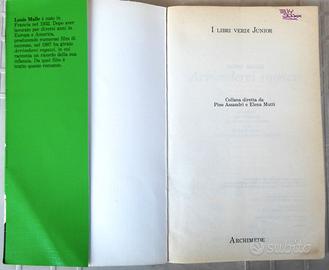 Louis Malle è nato in
Francia nel 1932. Dopo aver
lavorato per diversi anni in
Europa e America,
producendo numerosi film di
successo, nel 1987 ha girato
Arrivederci ragazzi, in cui
racconta un ricordo della sua
infanzia. Da quel film è
tratto questo romanzo.
I LIBRI VERDI JUNIOR
Collana diretta da
Pino Assandri e Elena Mutti
ARCHIMEDE
subito